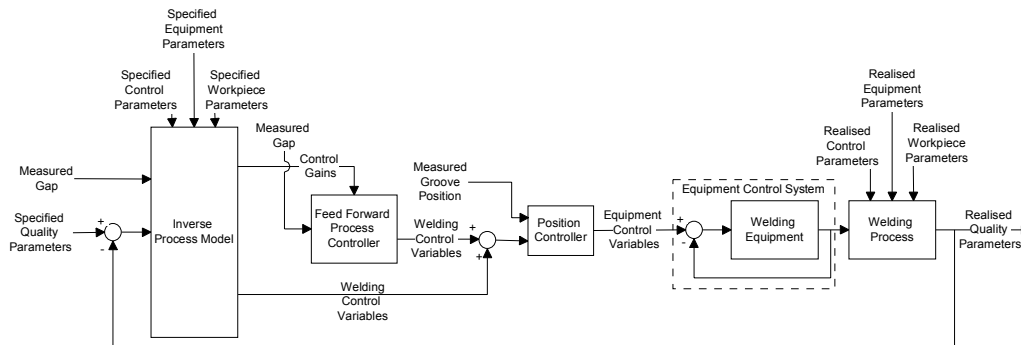 Specified
Equipment
Parameters
Specified
Control
Parameters
Specified
Workpiece
Parameters
Measured
Gap
Specified
Quality
Parameters
+
-
Inverse
Process Model
Measured
Gap
Control
Gains
Feed Forward
Process
Controller
Welding
Control
Variables
Welding
Control
Variables
+
+
Measured
Groove
Position
Position
Controller
Equipment
Control
Variables
Equipment Control System
+
-
Welding
Equipment
Realised
Equipment
Parameters
Realised
Control
Parameters
Realised
Workpiece
Parameters
Welding
Process
Realised
Quality
Parameters